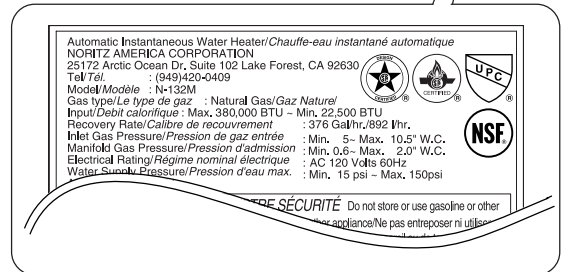 Automatic Instantaneous Water Heater/Chauffe-eau instantané automatique
NORITZ AMERICA CORPORATION
25172 Arctic Ocean Dr. Suite 102 Lake Forest, CA 92630
Tel/Tél. : (949)420-0409
Model/Modèle : N-132M
Gas type/Le type de gaz : Natural Gas/Gaz Nature/
Input/Debit calorifique : Max. 380,000 BTU ~ Min. 22,500 BTU
Recovery Rate/Calibre de recouvrement : 376 Gal/hr./892 l/hr.
Inlet Gas Pressure/Pression de gaz entrée : Min. 5~ Max. 10.5" W.C.
Manifold Gas Pressure/Pression d'admission : Min. 0.6~ Max. 2.0" W.C.
Electrical Rating/Régime nominal électrique : AC 120 Volts 60Hz
Water Supply Pressure/Pression d'eau max. : Min. 15 psi ~ Max. 150psi
DESIGN CERTIFIED ®
CERTIFIED ®
UPC ®
NSF ®
SÉCURITÉ Do not store or use gasoline or other
appliance/Ne pas entreposer ni